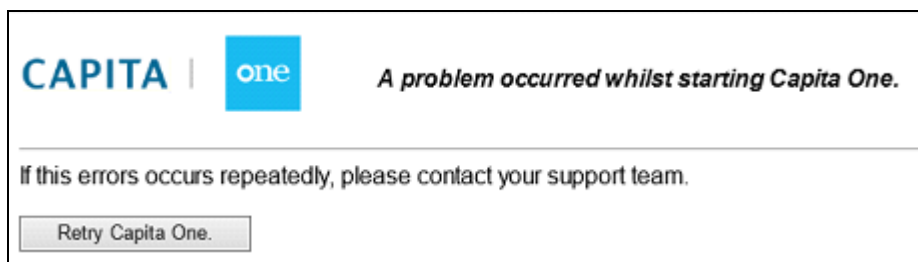 CAPITA | one
A problem occurred whilst starting Capita One.
If this errors occurs repeatedly, please contact your support team.
Retry Capita One.